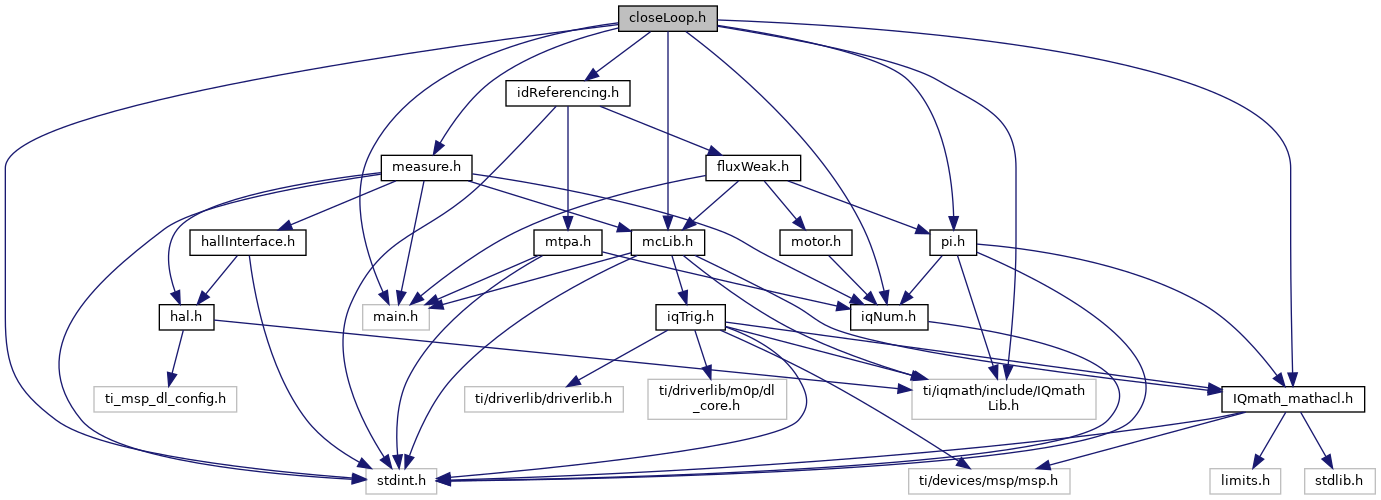 closeLoop.h
idReferencing.h
measure.h
fluxWeak.h
hallInterface.h
mtpa.h
mcLib.h
motor.h
pi.h
hal.h
main.h
iqTrig.h
iqNum.h
ti_msp_dl_config.h
ti/driverlib/driverlib.h
ti/driverlib/m0p/dl
_core.h
ti/iqmath/include/IQmath
Lib.h
IQmath_mathacl.h
stdint.h
ti/devices/msp/msp.h
limits.h
stdlib.h